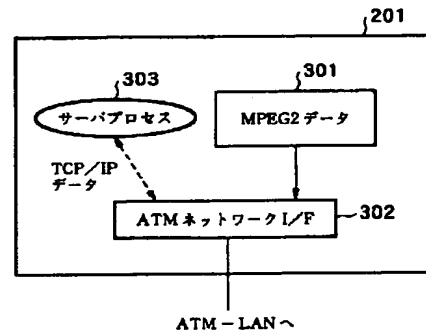 201
303
301
サーバプロセス
MPEG2データ
TCP/IP
データ
ATMネットワークI/F
302
ATM-LANへ